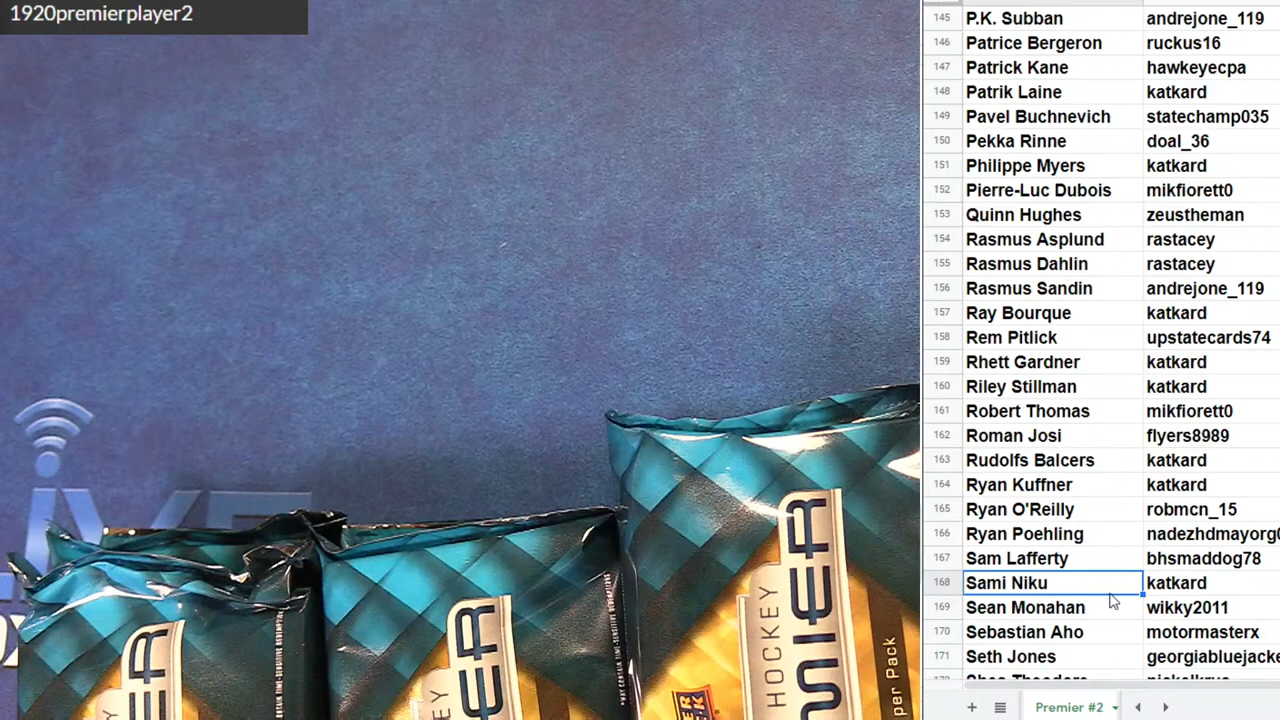 1920premierplayer2
145 P.K. Subban andrejone_119
146 Patrice Bergeron ruckus16
147 Patrick Kane hawkeyecpa
148 Patrik Laine katkard
149 Pavel Buchnevich statechamp035
150 Pekka Rinne doal_36
151 Philippe Myers katkard
152 Pierre-Luc Dubois mikfiorett0
153 Quinn Hughes zeustheman
154 Rasmus Asplund rastacey
155 Rasmus Dahlin rastacey
156 Rasmus Sandin andrejone_119
157 Ray Bourque katkard
158 Rem Pitlick upstatecards74
159 Rhett Gardner katkard
160 Riley Stillman katkard
161 Robert Thomas mikfiorett0
162 Roman Josi flyers8989
163 Rudolfs Balcers katkard
164 Ryan Kuffner katkard
165 Ryan O'Reilly robmcn_15
166 Ryan Poehling nadezhdmayorg
167 Sam Lafferty bhsmaddog78
168 Sami Niku katkard
169 Sean Monahan wikky2011
170 Sebastian Aho motormasterx
171 Seth Jones georgiabluejacke
Premier #2
HOCKEY
per Pack